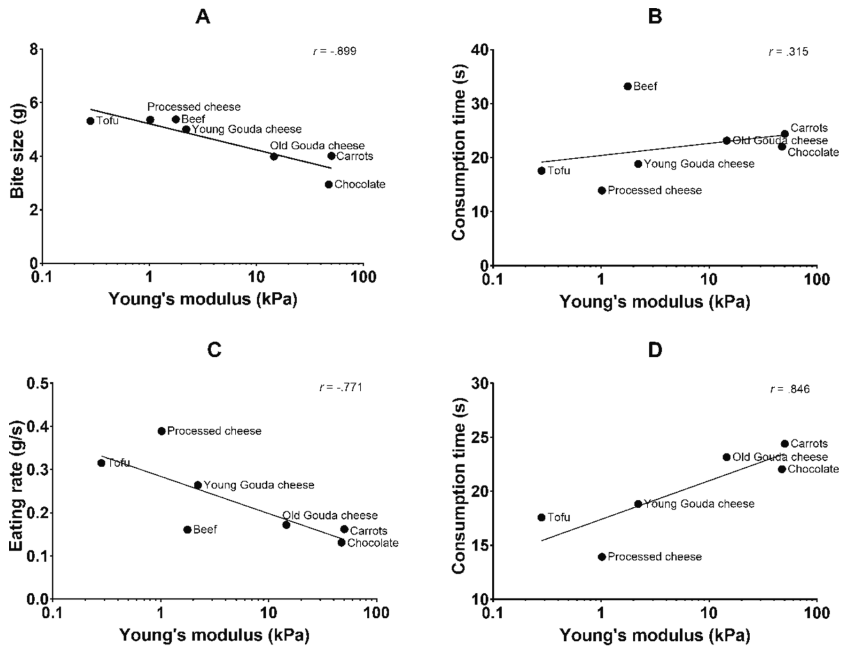 A
r = -.899
8
6
4
2
0
Bite size (g)
Processed cheese
Tofu
Beef
Young Gouda cheese
Old Gouda cheese
Carrots
Chocolate
0.1 1 10 100
Young's modulus (kPa)
B
r = .315
40
30
20
10
0
Consumption time (s)
Beef
Carrots
Old Gouda cheese
Chocolate
Young Gouda cheese
Tofu
Processed cheese
0.1 1 10 100
Young's modulus (kPa)
C
r = -.771
0.5
0.4
0.3
0.2
0.1
0.0
Eating rate (g/s)
Processed cheese
Tofu
Young Gouda cheese
Old Gouda cheese
Beef
Carrots
Chocolate
0.1 1 10 100
Young's modulus (kPa)
D
r = .846
30
25
20
15
10
Consumption time (s)
Carrots
Old Gouda cheese
Chocolate
Young Gouda cheese
Tofu
Processed cheese
0.1 1 10 100
Young's modulus (kPa)